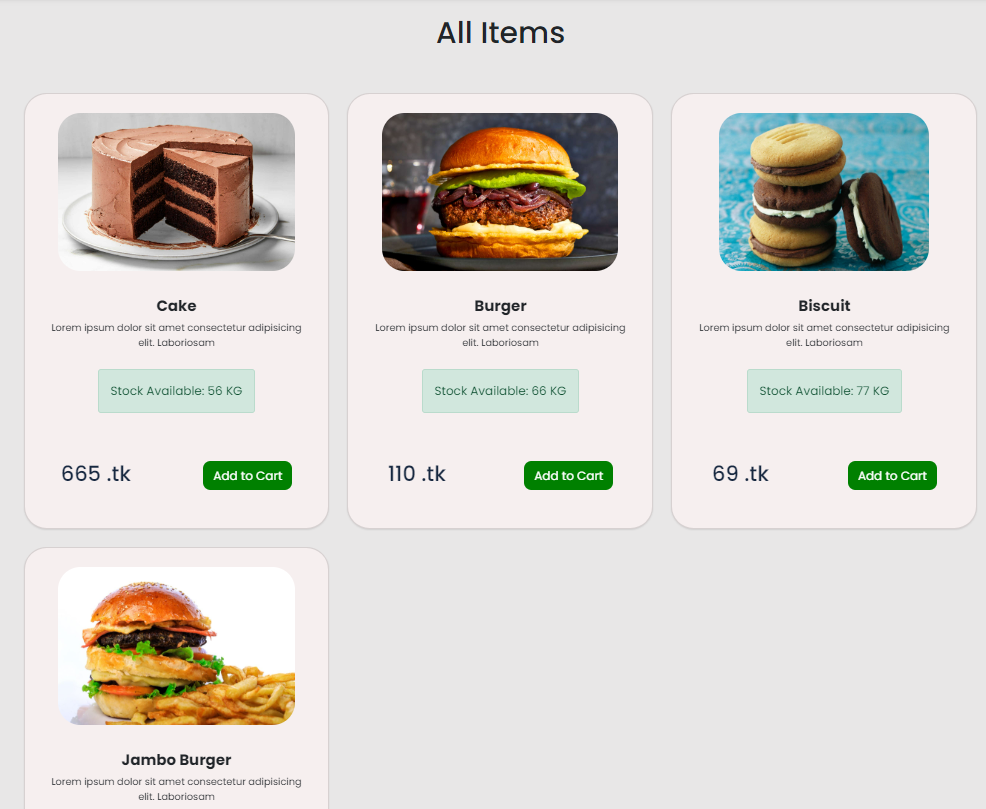 All Items
Cake
Lorem ipsum dolor sit amet consectetur adipisicing
elit. Laboriosam
Stock Available: 56 KG
665 .tk
Add to Cart
Burger
Lorem ipsum dolor sit amet consectetur adipisicing
elit. Laboriosam
Stock Available: 66 KG
110 .tk
Add to Cart
Biscuit
Lorem ipsum dolor sit amet consectetur adipisicing
elit. Laboriosam
Stock Available: 77 KG
69 .tk
Add to Cart
Jambo Burger
Lorem ipsum dolor sit amet consectetur adipisicing
elit. Laboriosam